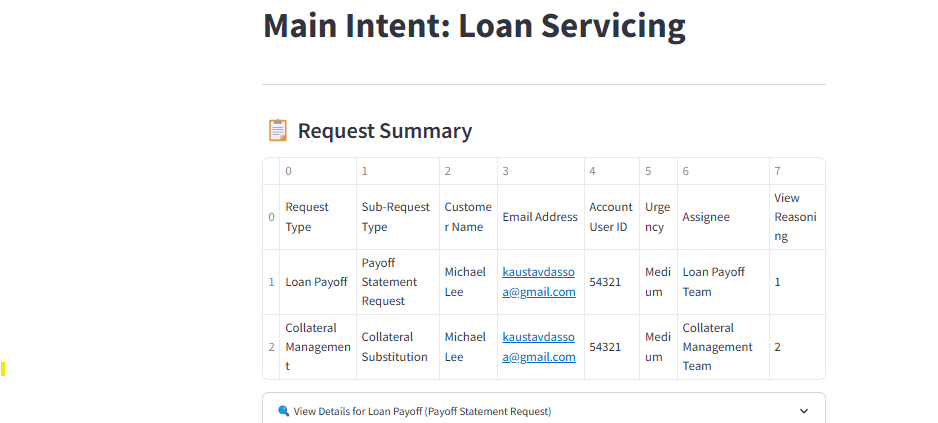 Main Intent: Loan Servicing
Request Summary
0 1 2 3 4 5 6 7
0 Request Type Sub-Request Type Customer Name Email Address Account User ID Urgency Assignee View Reasoning
1 Loan Payoff Payoff Statement Request Michael Lee kaustavdassoa@gmail.com 54321 Medium Loan Payoff Team 1
2 Collateral Management Collateral Substitution Michael Lee kaustavdassoa@gmail.com 54321 Medium Collateral Management Team 2
View Details for Loan Payoff (Payoff Statement Request)